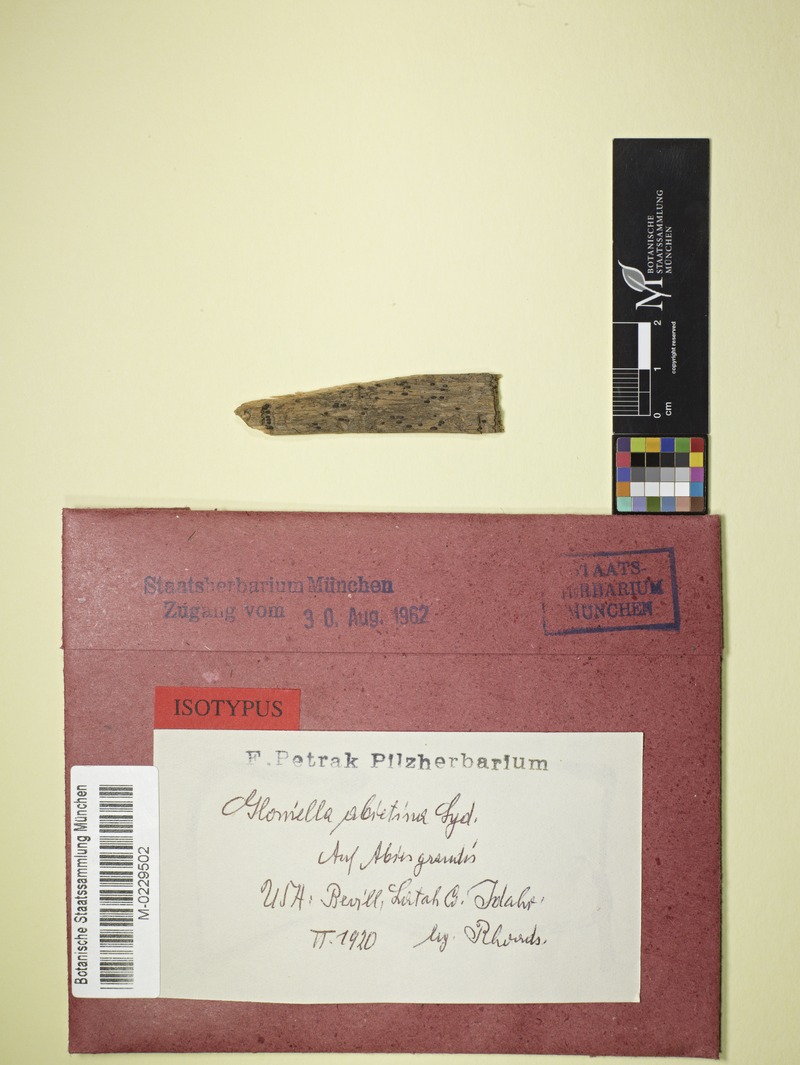 BOTANISCHE
STAATSSAMMLUNG
MÜNCHEN
M
copyright reserved
0 1 2
cm
Staatsherbarium München
Zugang vom 30. Aug. 1962
STAATS-
HERBARIUM
MÜNCHEN
ISOTYPUS
F. Petrak Pilzherbarium
Gloniella abietina Syd.
Auf Abies grandis
USA: Bovill, Latah Co. Idaho.
II. 1920 leg. Rhoads.
Botanische Staatssammlung München
M-0229502